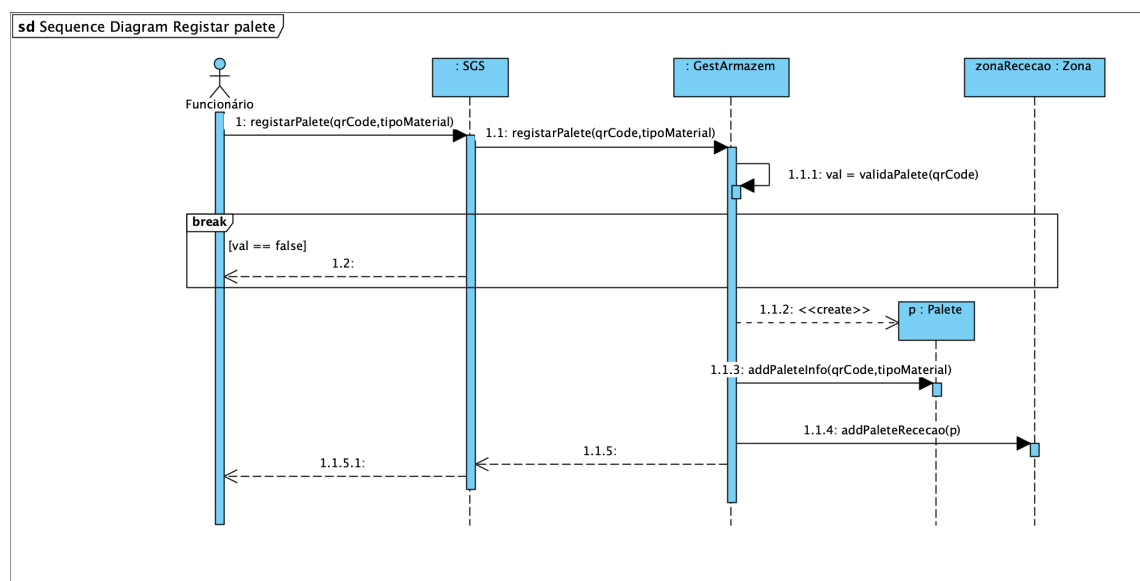 sd Sequence Diagram Registar palete
: SGS
: GestArmazem
zonaRececao : Zona
Funcionário
1: registarPalete(qrCode,tipoMaterial)
1.1: registarPalete(qrCode,tipoMaterial)
1.1.1: val = validaPalete(qrCode)
break
[val == false]
1.2:
1.1.2: <<create>>
p : Palete
1.1.3: addPaleteInfo(qrCode,tipoMaterial)
1.1.4: addPaleteRececao(p)
1.1.5:
1.1.5.1: